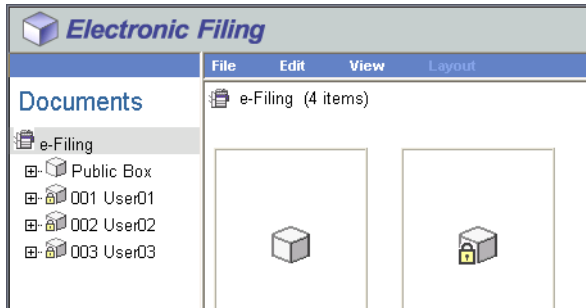 Electronic Filing
File Edit View Layout
Documents
e-Filing (4 items)
e-Filing
Public Box
001 User01
002 User02
003 User03